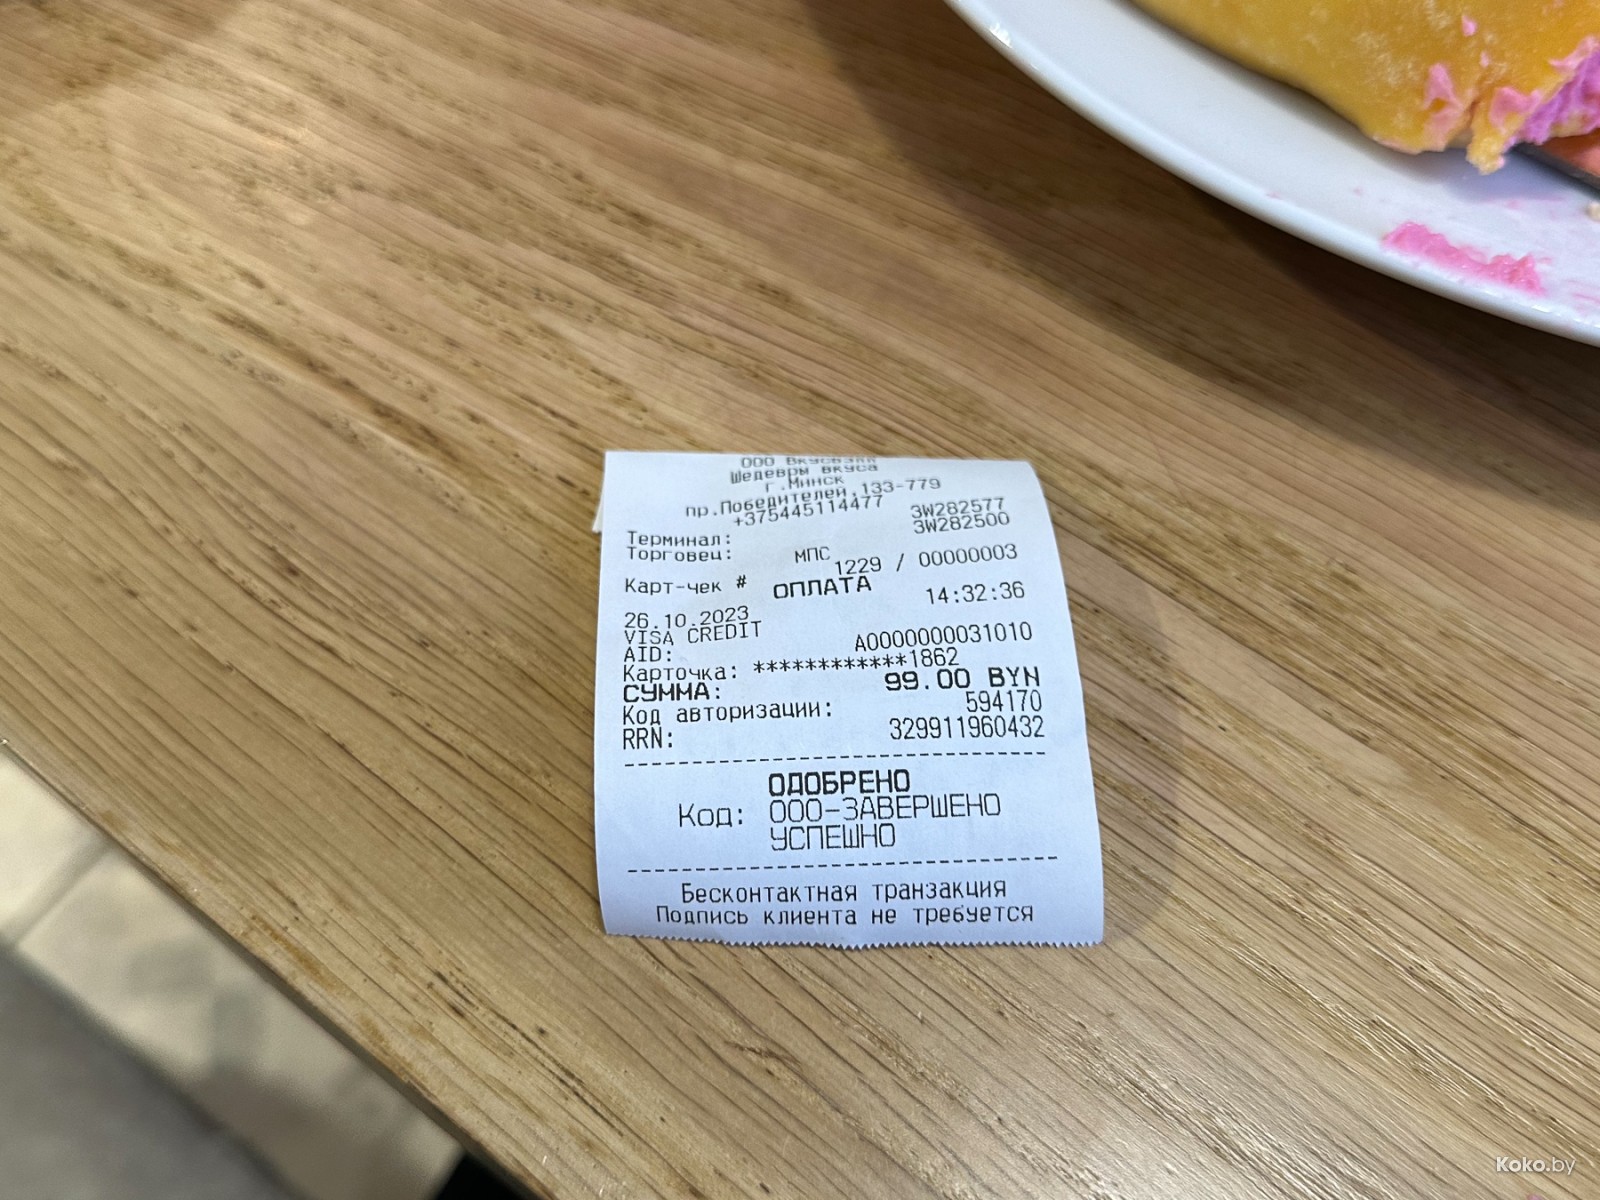 ООО Вкусвэлл
Шедевры вкуса
г.Минск
пр.Победителей,133-779
+375445114477
Терминал: 3W282577
Торговец: 3W282500
МПС
Карт-чек # 1229 / 00000003
ОПЛАТА
26.10.2023 14:32:36
VISA CREDIT
AID: A0000000031010
Карточка: ************1862
СУММА: 99.00 BYN
Код авторизации: 594170
RRN: 329911960432
ОДОБРЕНО
Код: 000-ЗАВЕРШЕНО
УСПЕШНО
Бесконтактная транзакция
Подпись клиента не требуется
Koko.by